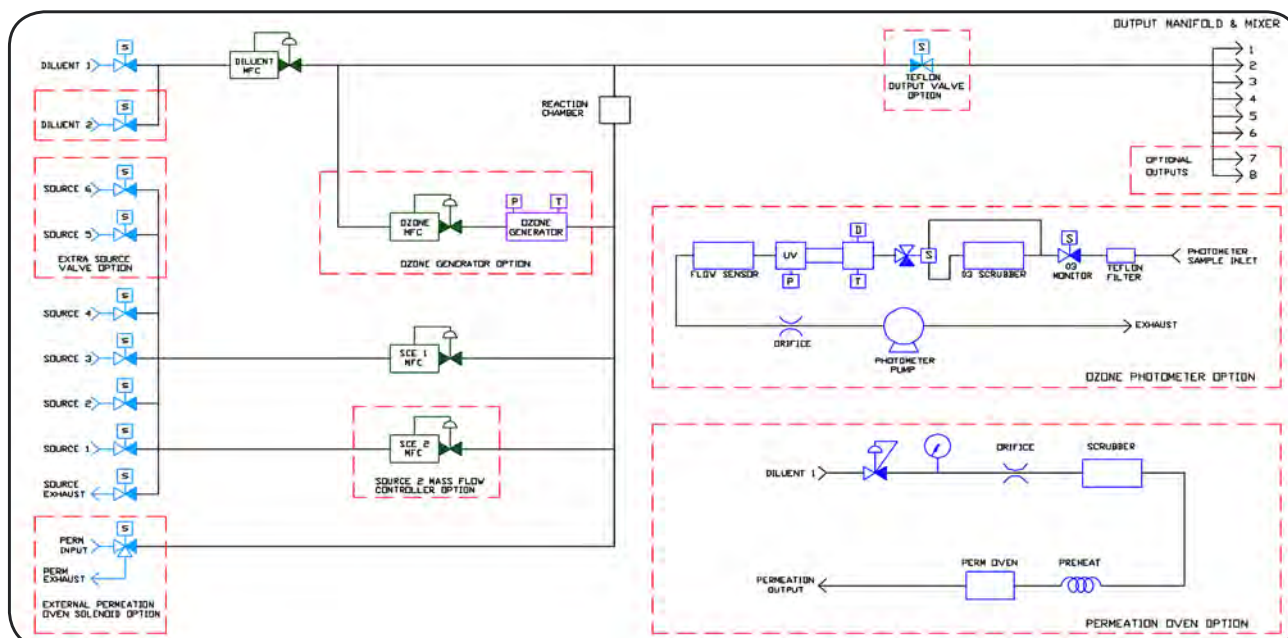 OUTPUT MANIFOLD & MIXER
S
DILUENT 1
DILUENT
MFC
S
TEFLON
OUTPUT VALVE
OPTION
1
2
3
4
5
6
7
8
OPTIONAL
OUTPUTS
S
DILUENT 2
REACTION
CHAMBER
S
SOURCE 6
S
SOURCE 5
EXTRA SOURCE
VALVE OPTION
OZONE
MFC
P
T
OZONE
GENERATOR
OZONE GENERATOR OPTION
FLOW SENSOR
UV
P
D
T
S
O3 SCRUBBER
S
O3
MONITOR
TEFLON
FILTER
PHOTOMETER
SAMPLE INLET
ORIFICE
PHOTOMETER
PUMP
EXHAUST
OZONE PHOTOMETER OPTION
S
SOURCE 4
S
SOURCE 3
SCE 1
MFC
S
SOURCE 2
S
SOURCE 1
SCE 2
MFC
SOURCE 2 MASS FLOW
CONTROLLER OPTION
S
SOURCE
EXHAUST
S
PERM
INPUT
PERM
EXHAUST
EXTERNAL PERMEATION
OVEN SOLENOID OPTION
DILUENT 1
ORIFICE
SCRUBBER
PERMEATION
OUTPUT
PERM OVEN
PREHEAT
PERMEATION OVEN OPTION